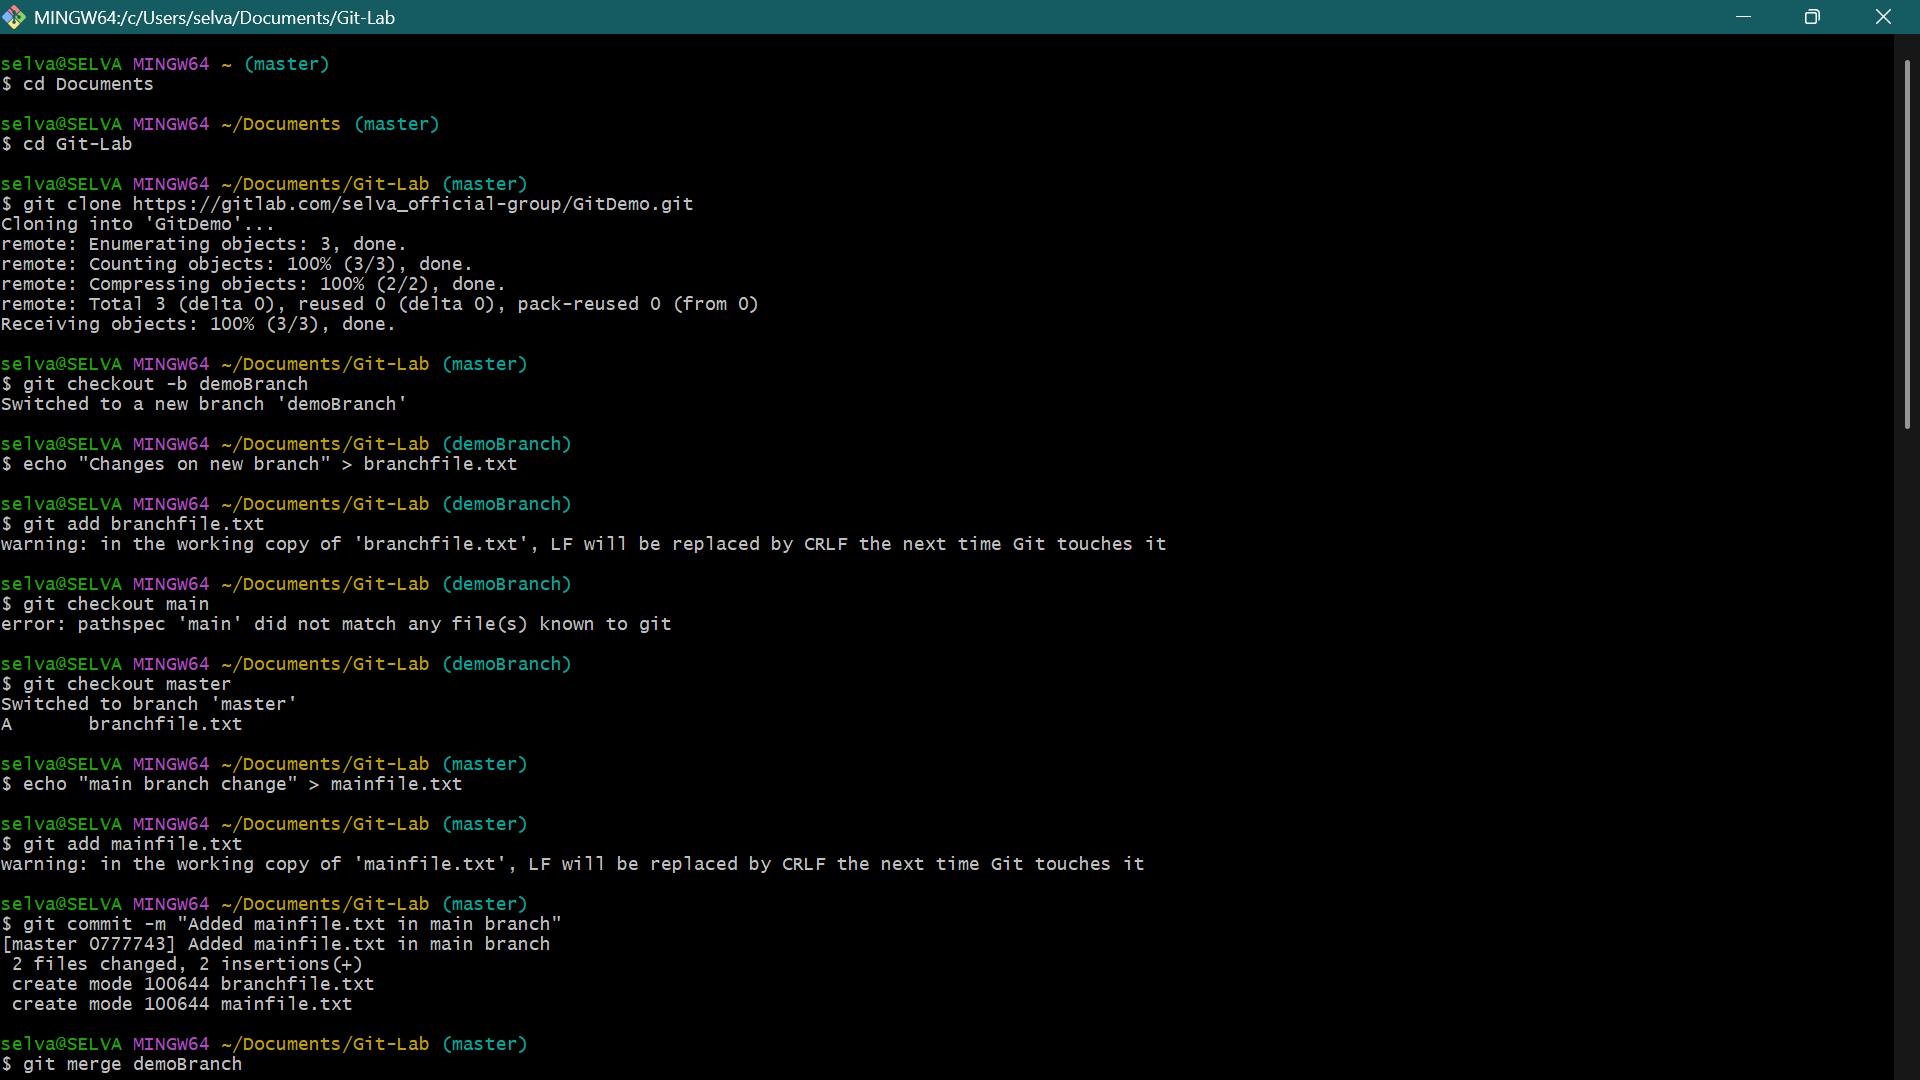 MINGW64:/c/Users/selva/Documents/Git-Lab
selva@SELVA MINGW64 ~ (master)
$ cd Documents
selva@SELVA MINGW64 ~/Documents (master)
$ cd Git-Lab
selva@SELVA MINGW64 ~/Documents/Git-Lab (master)
$ git clone https://gitlab.com/selva_official-group/GitDemo.git
Cloning into 'GitDemo'...
remote: Enumerating objects: 3, done.
remote: Counting objects: 100% (3/3), done.
remote: Compressing objects: 100% (2/2), done.
remote: Total 3 (delta 0), reused 0 (delta 0), pack-reused 0 (from 0)
Receiving objects: 100% (3/3), done.
selva@SELVA MINGW64 ~/Documents/Git-Lab (master)
$ git checkout -b demoBranch
Switched to a new branch 'demoBranch'
selva@SELVA MINGW64 ~/Documents/Git-Lab (demoBranch)
$ echo "Changes on new branch" > branchfile.txt
selva@SELVA MINGW64 ~/Documents/Git-Lab (demoBranch)
$ git add branchfile.txt
warning: in the working copy of 'branchfile.txt', LF will be replaced by CRLF the next time Git touches it
selva@SELVA MINGW64 ~/Documents/Git-Lab (demoBranch)
$ git checkout main
error: pathspec 'main' did not match any file(s) known to git
selva@SELVA MINGW64 ~/Documents/Git-Lab (demoBranch)
$ git checkout master
Switched to branch 'master'
A       branchfile.txt
selva@SELVA MINGW64 ~/Documents/Git-Lab (master)
$ echo "main branch change" > mainfile.txt
selva@SELVA MINGW64 ~/Documents/Git-Lab (master)
$ git add mainfile.txt
warning: in the working copy of 'mainfile.txt', LF will be replaced by CRLF the next time Git touches it
selva@SELVA MINGW64 ~/Documents/Git-Lab (master)
$ git commit -m "Added mainfile.txt in main branch"
[master 0777743] Added mainfile.txt in main branch
 2 files changed, 2 insertions(+)
 create mode 100644 branchfile.txt
 create mode 100644 mainfile.txt
selva@SELVA MINGW64 ~/Documents/Git-Lab (master)
$ git merge demoBranch